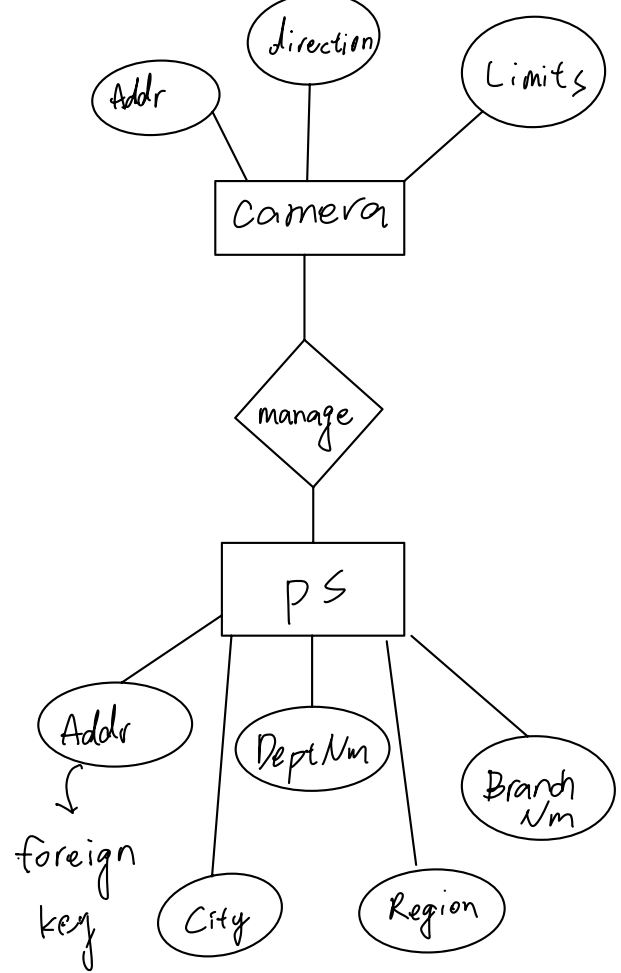 direction
Addr
Limits
Camera
manage
PS
Addr
DeptNm
Branch
Nm
foreign
key
City
Region